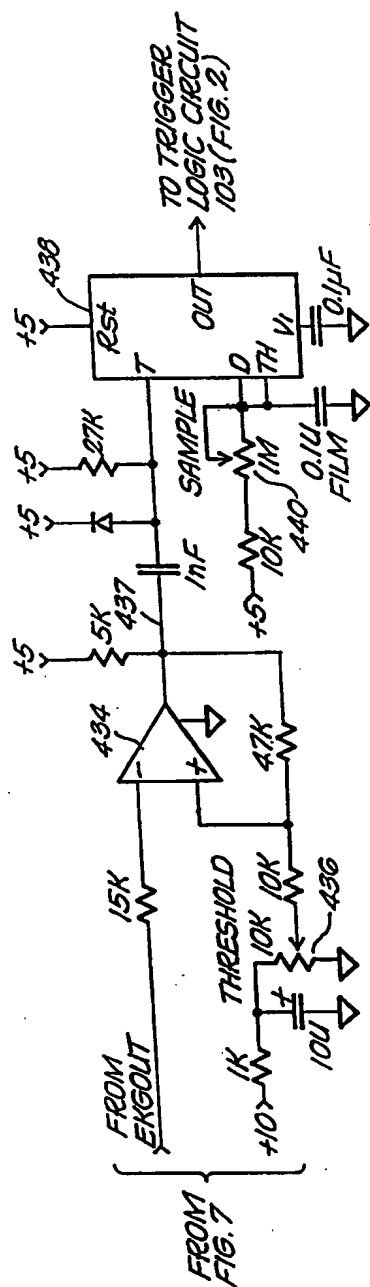 FROM
FIG. 7
FROM
EKGOUT
15K
434
-
+
+5
5K
437
1nF
+5
+5
27K
438
+5
Rst
T
OUT
D
TH
V1
0.1µF
TO TRIGGER
LOGIC CIRCUIT
103 (FIG. 2)
SAMPLE
1M
440
10K
+5
0.1U
FILM
47K
THRESHOLD
10K
10K
436
1K
+10
+
10U